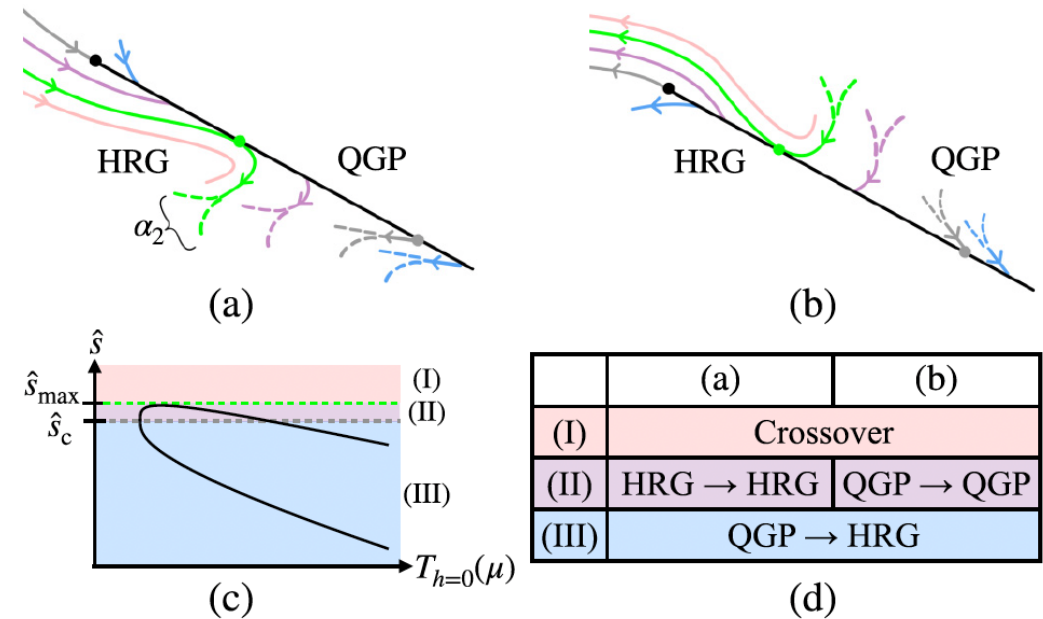 HRG QGP
α₂
(a)
HRG QGP
(b)
ŝ
ŝmax
ŝc
(I)
(II)
(III)
Tₕ₌₀(μ)
(c)
(a) (b)
(I) Crossover
(II) HRG → HRG QGP → QGP
(III) QGP → HRG
(d)